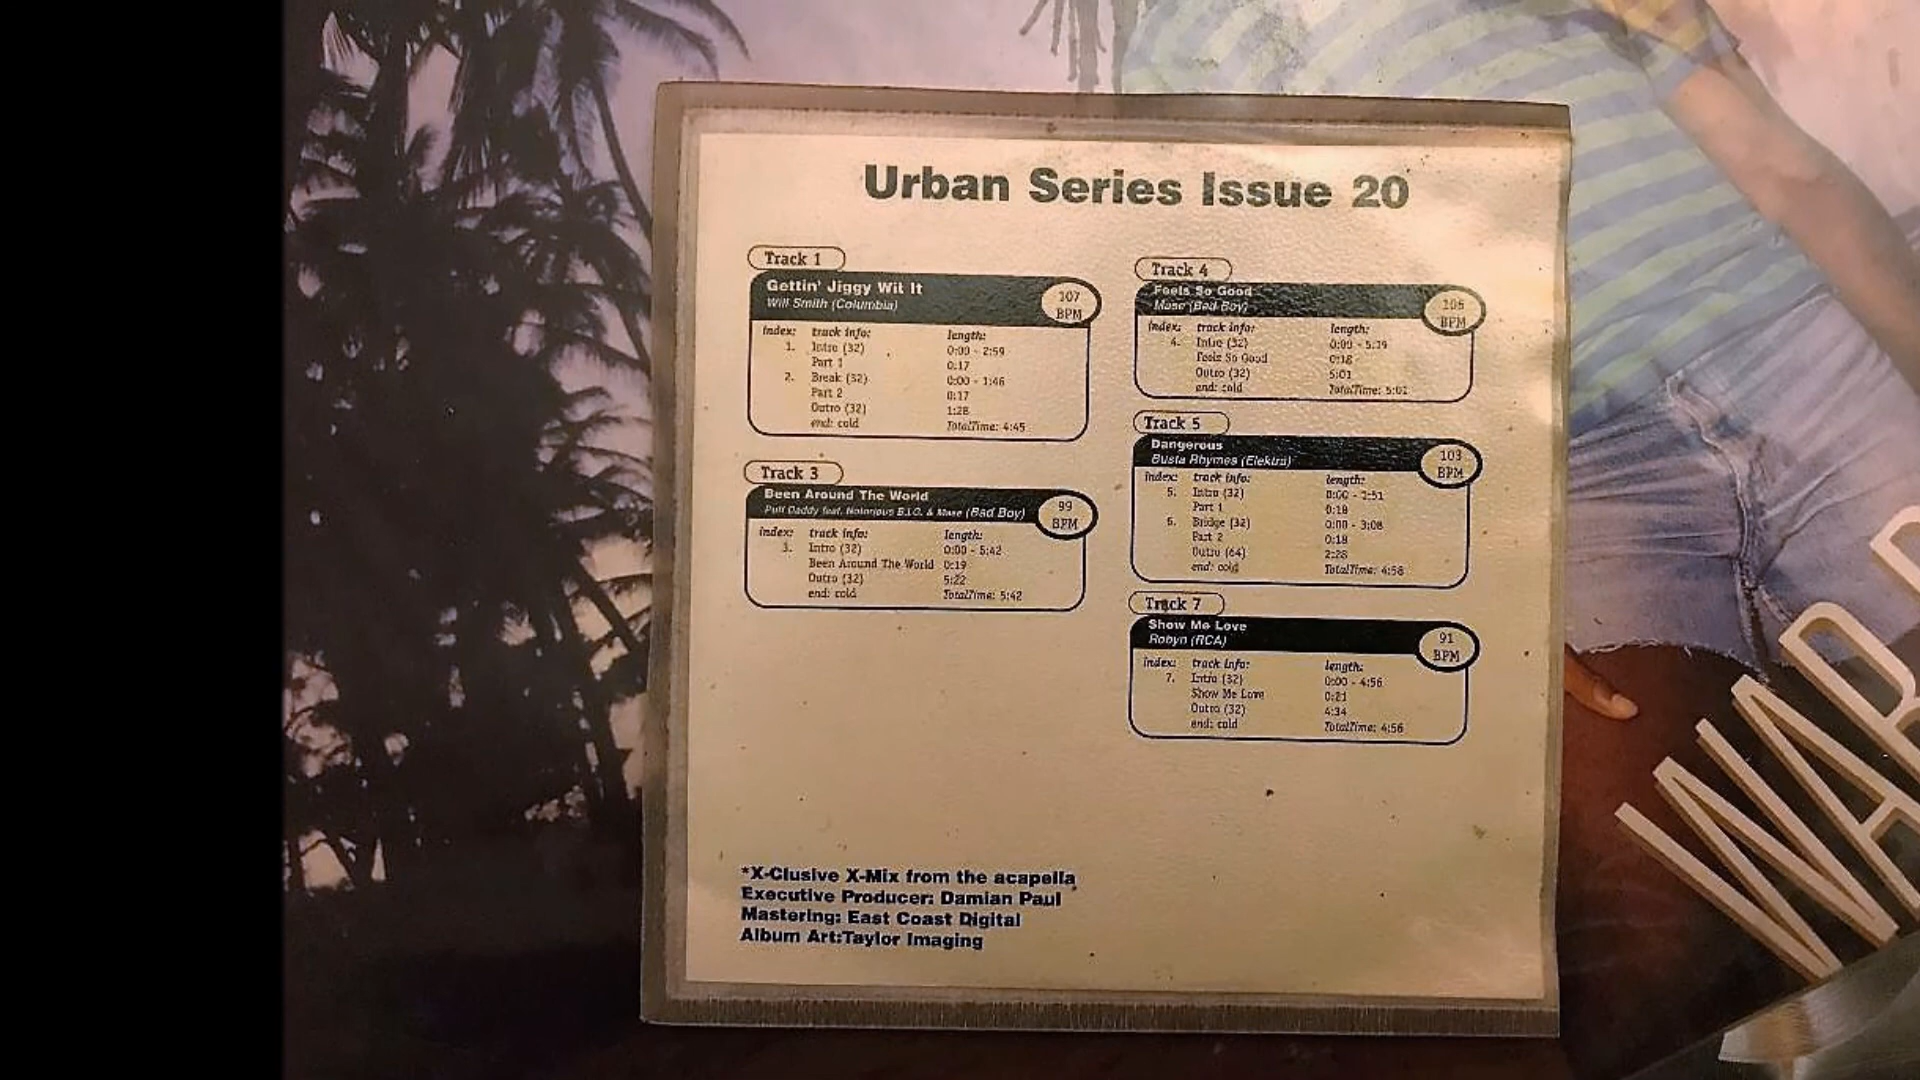 Urban Series Issue 20
Track 1
Gettin' Jiggy Wit It
Will Smith (Columbia)
107
BPM
index: track info: length:
1. Intro (32) 0:00 - 2:59
Part 1 0:17
2. Break (32) 0:00 - 1:46
Part 2 0:17
Outro (32) 1:28
end: cold TotalTime: 4:45
Track 3
Been Around The World
Puff Daddy feat. Notorious B.I.G. & Mase (Bad Boy)
99
BPM
index: track info: length:
3. Intro (32) 0:00 - 5:42
Been Around The World 0:19
Outro (32) 5:22
end: cold TotalTime: 5:42
Track 4
Feels So Good
Mase (Bad Boy)
BPM
index: track info: length:
4. Intro (32) 0:00 -
Feels So Good 0:18
Outro (32) 5:01
end: cold TotalTime:
Track 5
Dangerous
Busta Rhymes (Elektra)
103
BPM
index: track info: length:
5. Intro (32) 0:00 -
Part 1 0:18
6. Bridge (32) 0:00 - 3:08
Part 2 0:18
Outro (64) 2:28
end: cold TotalTime: 4:58
Track 7
Show Me Love
Robyn (RCA)
91
BPM
index: track info: length:
7. Intro (32) 0:00 - 4:56
Show Me Love 0:21
Outro (32) 4:34
end: cold TotalTime: 4:56
*X-Clusive X-Mix from the acapella
Executive Producer: Damian Paul
Mastering: East Coast Digital
Album Art:Taylor Imaging